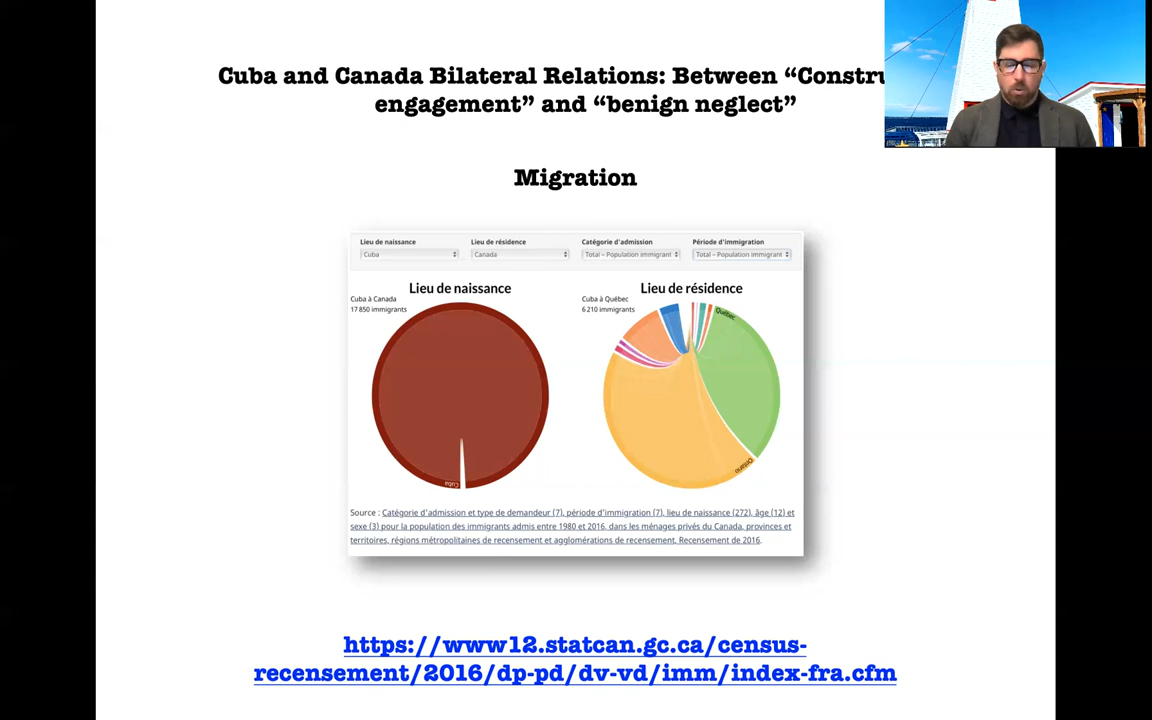 Cuba and Canada Bilateral Relations: Between “Constru
engagement” and “benign neglect”
Migration
Lieu de naissance
Lieu de résidence
Catégorie d'admission
Période d'immigration
Cuba
Canada
Total – Population immigrant
Total – Population immigrant
Lieu de naissance
Lieu de résidence
Cuba à Canada
17 850 immigrants
Cuba à Québec
6 210 immigrants
Québec
Ontario
Cuba
Source : Catégorie d'admission et type de demandeur (7), période d'immigration (7), lieu de naissance (272), âge (12) et
sexe (3) pour la population des immigrants admis entre 1980 et 2016, dans les ménages privés du Canada, provinces et
territoires, régions métropolitaines de recensement et agglomérations de recensement, Recensement de 2016.
https://www12.statcan.gc.ca/census-
recensement/2016/dp-pd/dv-vd/imm/index-fra.cfm